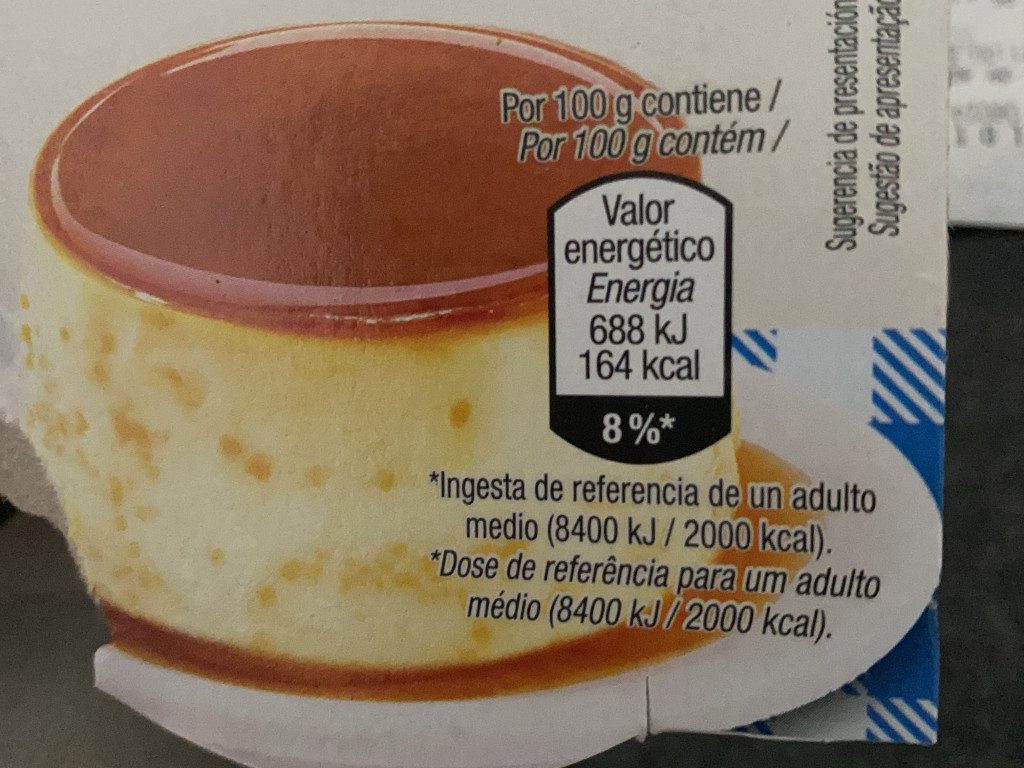 Por 100 g contiene /
Por 100 g contém /
Valor
energético
Energia
688 kJ
164 kcal
8 %*
*Ingesta de referencia de un adulto
medio (8400 kJ / 2000 kcal).
*Dose de referência para um adulto
médio (8400 kJ / 2000 kcal).
Sugerencia de presentación
Sugestão de apresentação